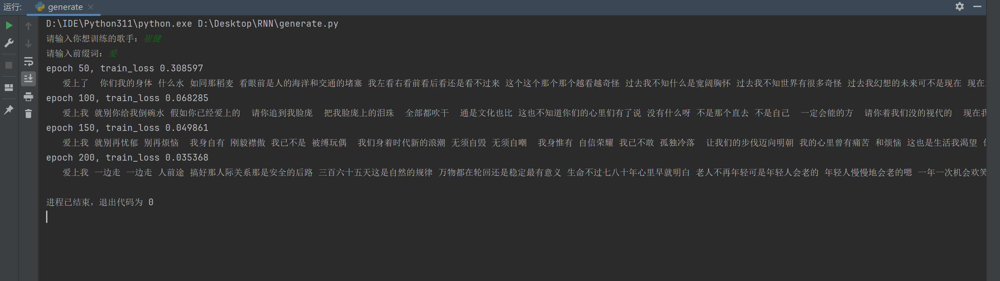 运行: generate
D:\IDE\Python311\python.exe D:\Desktop\RNN\generate.py
请输入你想训练的歌手：崔健
请输入前缀词：爱
epoch 50, train_loss 0.308597
爱上了 你们我的身体 什么水 如同那稻麦 看眼前是人的海洋和交通的堵塞 我左看右看前看后看还是看不过来 这个这个那个那个越看越奇怪 过去我不知什么是宽阔胸怀 过去我不知世界有很多奇怪 过去我幻想的未来可不是现在 现在
epoch 100, train_loss 0.068285
爱上我 就别你给我倒碗水 假如你已经爱上的 请你追到我脸庞 把我脸庞上的泪珠 全部都吹干 通是文化也比 这也不知道你们的心里们有了说 没有什么呀 不是那个直去 不是自己 一定会能的方 请你着我们没的视代的 现在我
epoch 150, train_loss 0.049861
爱上我 就别再忧郁 别再烦恼 我身自有 刚毅襟傲 我已不是 被缚玩偶 我们身着时代新的浪潮 无须自毁 无须自嘲 我身惟有 自信荣耀 我已不敢 孤独冷落 让我们的步伐迈向明朝 我的心里曾有痛苦 和烦恼 这也是生活我渴望
epoch 200, train_loss 0.035368
爱上我 一边走 一边走 人前途 搞好那人际关系那是安全的后路 三百六十五天这是自然的规律 万物都在轮回还是稳定最有意义 生命不过七八十年心里早就明白 老人不再年轻可是年轻人会老的 年轻人慢慢地会老的嗯 一年一次机会欢笑
进程已结束，退出代码为 0